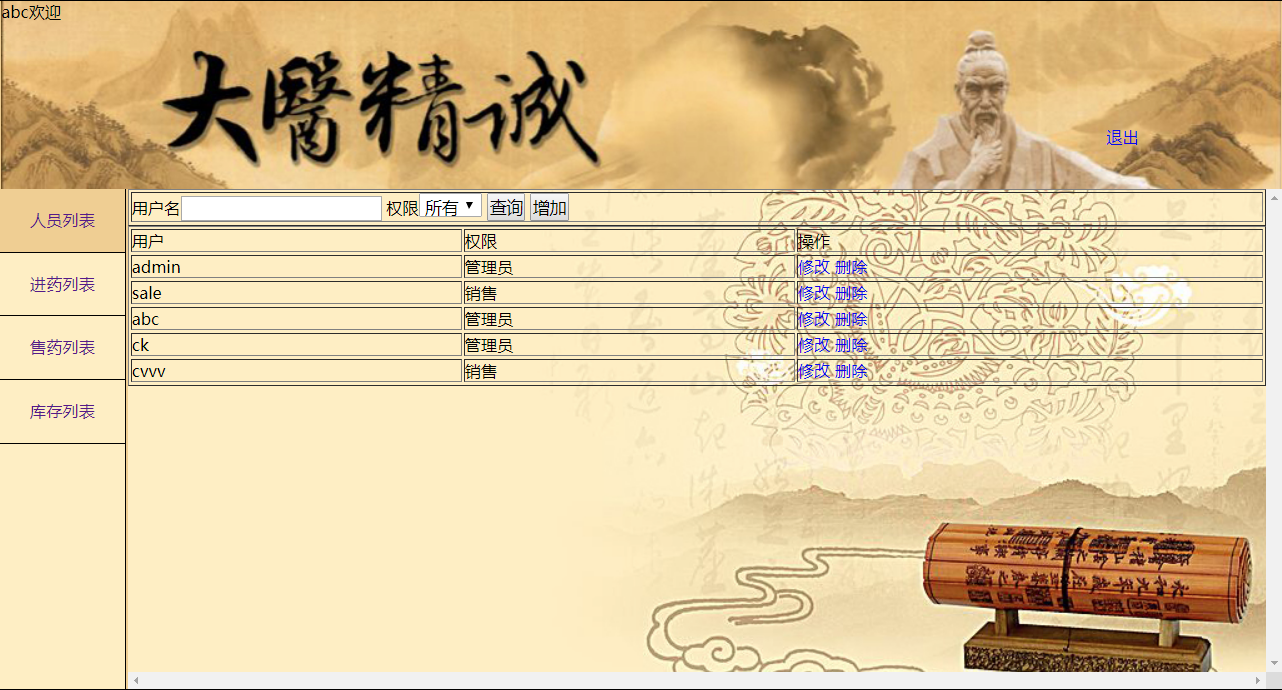 abc欢迎
大醫精诚
退出
人员列表
进药列表
售药列表
库存列表
用户名 权限 所有 查询 增加
用户 权限 操作
admin 管理员 修改 删除
sale 销售 修改 删除
abc 管理员 修改 删除
ck 管理员 修改 删除
cvvv 销售 修改 删除